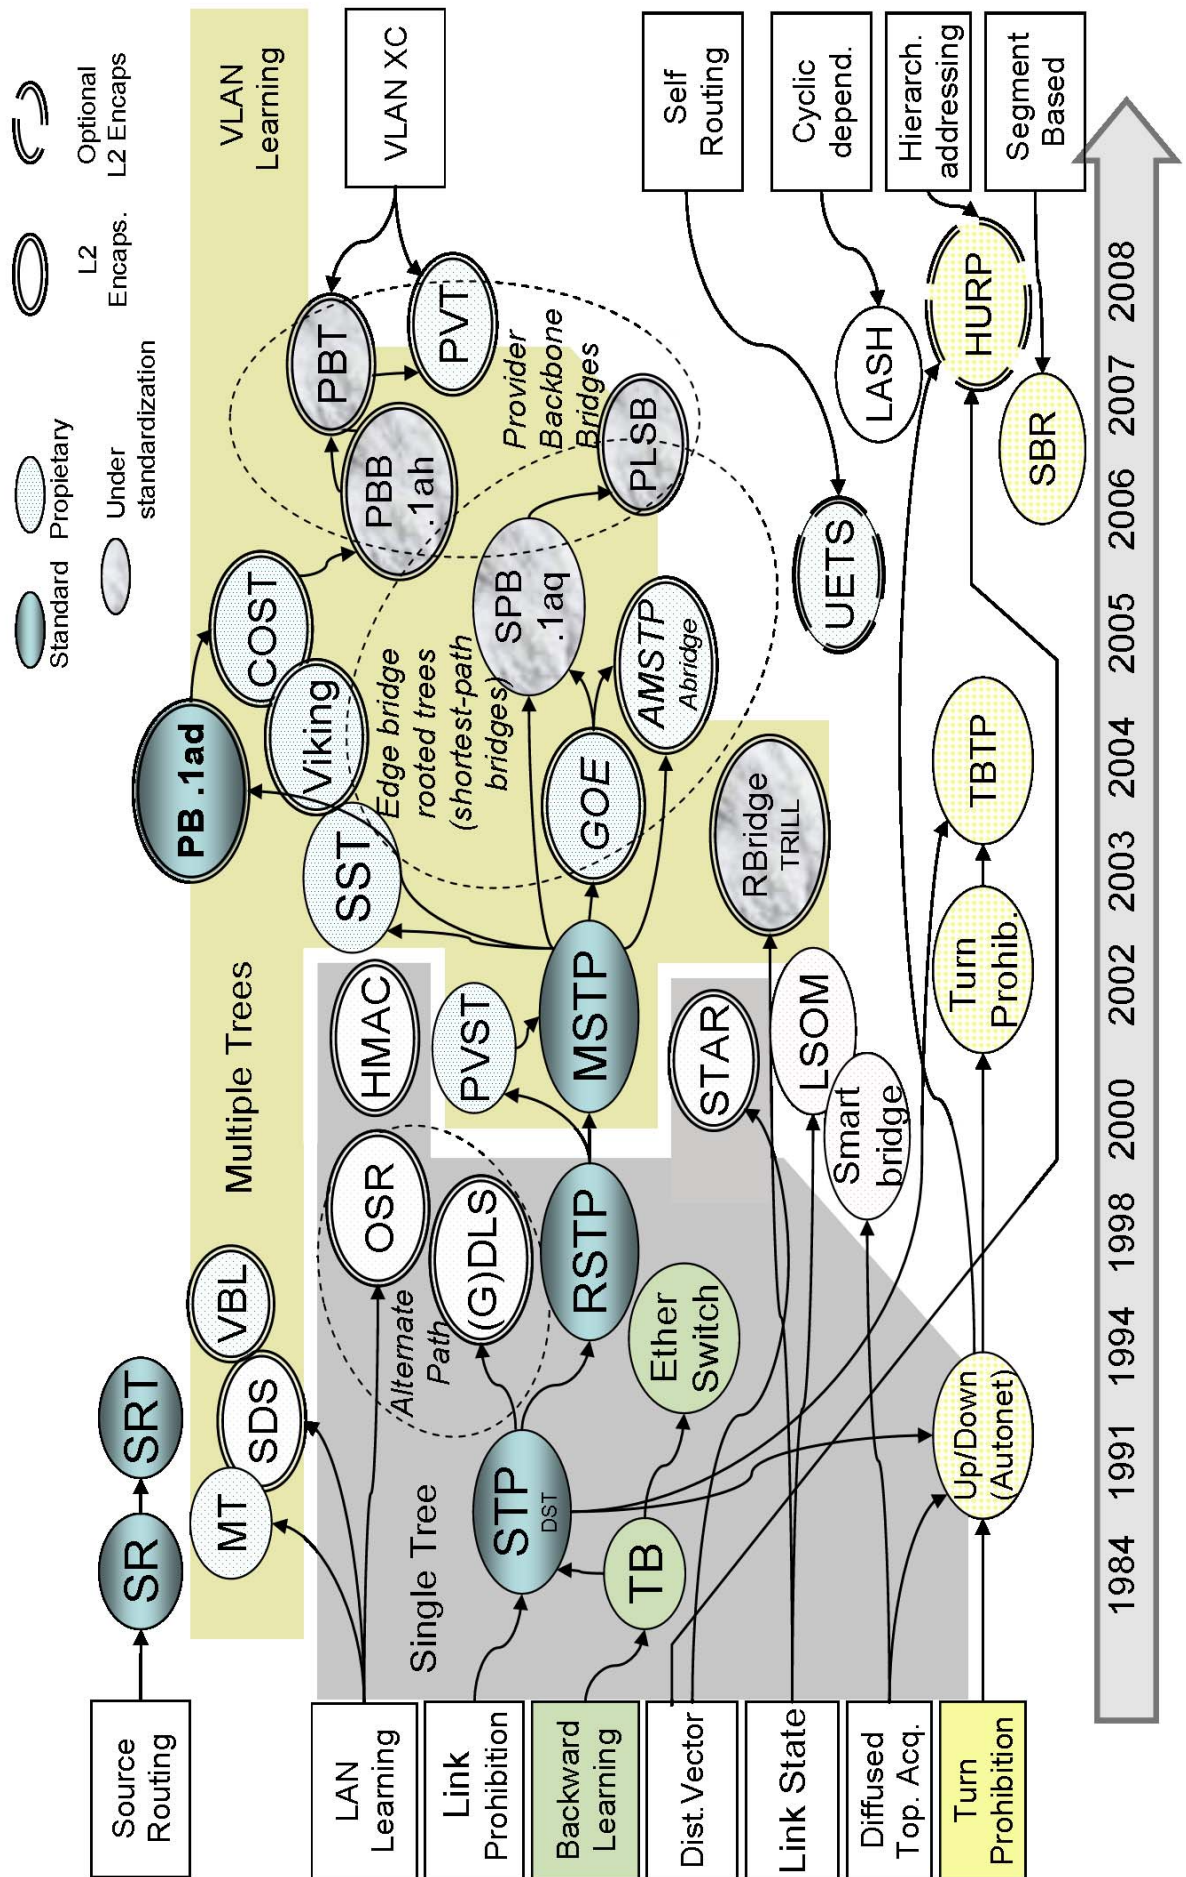 Standard
Propietary
Under
standardization
L2
Encaps.
Optional
L2 Encaps
Source
Routing
SR
SRT
PB .1ad
Multiple Trees
VLAN
Learning
MT
SDS
VBL
COST
Viking
SST
PBB
.1ah
PBT
PVT
VLAN XC
LAN
Learning
OSR
HMAC
Alternate
Path
(G)DLS
PVST
Edge bridge
rooted trees
(shortest-path
bridges)
Provider
Backbone
Bridges
Single Tree
Link
Prohibition
STP
DST
RSTP
MSTP
GOE
SPB
.1aq
PLSB
AMSTP
Abridge
Backward
Learning
TB
Ether
Switch
Dist.Vector
STAR
RBridge
TRILL
Self
Routing
Link State
LSOM
UETS
Cyclic
depend.
LASH
Diffused
Top. Acq.
Smart
bridge
Hierarch.
addressing
Turn
Prohibition
Up/Down
(Autonet)
Turn
Prohib.
TBTP
HURP
Segment
Based
SBR
1984 1991 1994 1998 2000 2002 2003 2004 2005 2006 2007 2008